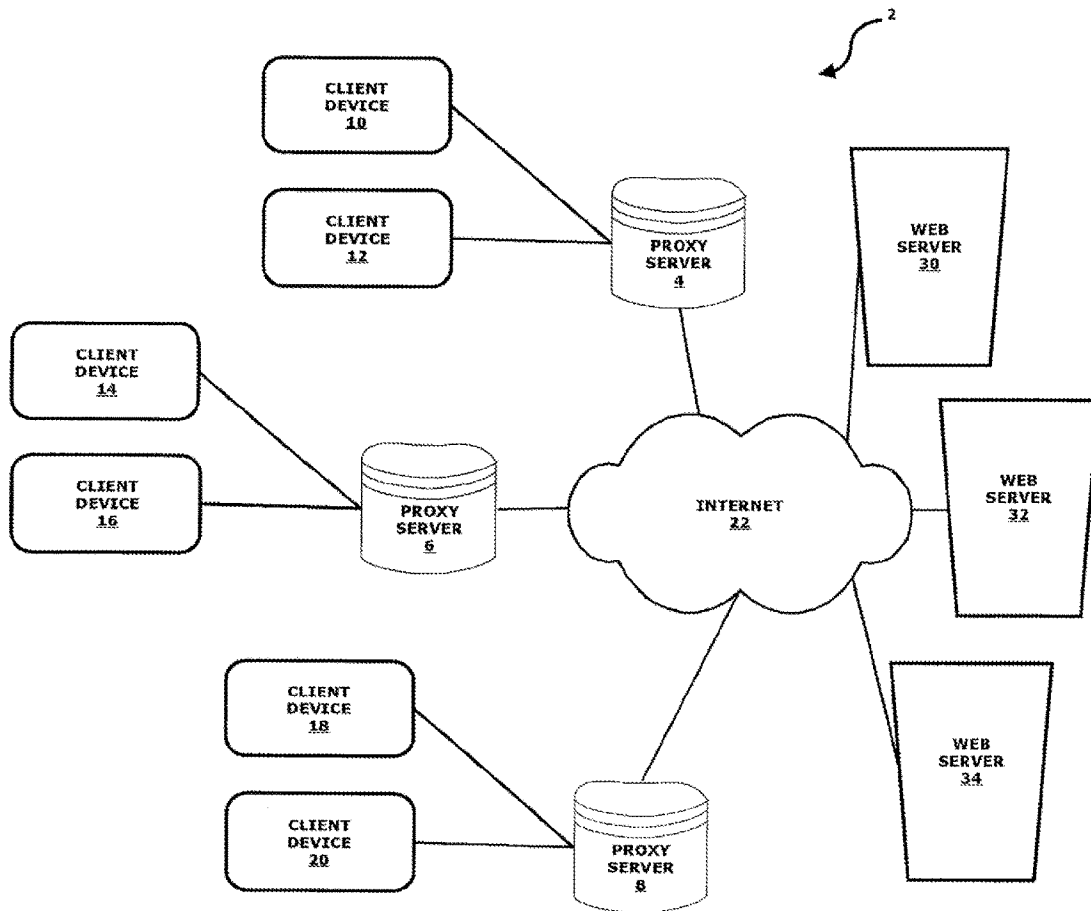 2
CLIENT
DEVICE
10
CLIENT
DEVICE
12
PROXY
SERVER
4
WEB
SERVER
30
CLIENT
DEVICE
14
CLIENT
DEVICE
16
PROXY
SERVER
6
INTERNET
22
WEB
SERVER
32
CLIENT
DEVICE
18
CLIENT
DEVICE
20
PROXY
SERVER
8
WEB
SERVER
34